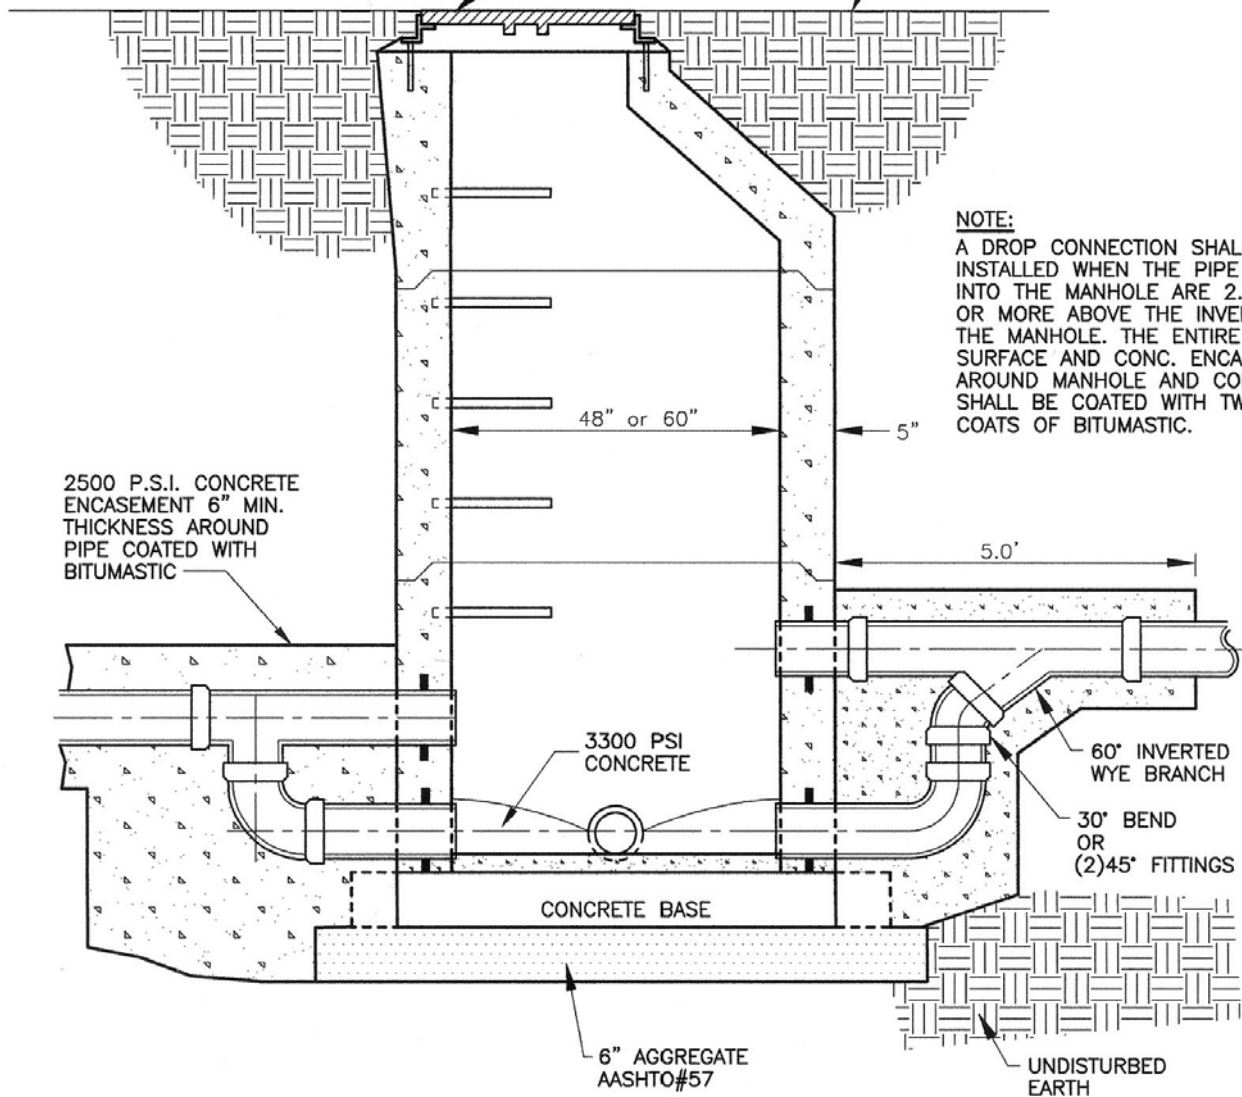 NOTE:
A DROP CONNECTION SHAL
INSTALLED WHEN THE PIPE
INTO THE MANHOLE ARE 2.
OR MORE ABOVE THE INVE
THE MANHOLE. THE ENTIRE
SURFACE AND CONC. ENCA
AROUND MANHOLE AND CO
SHALL BE COATED WITH TW
COATS OF BITUMASTIC.
48" or 60"
5"
2500 P.S.I. CONCRETE
ENCASEMENT 6" MIN.
THICKNESS AROUND
PIPE COATED WITH
BITUMASTIC
5.0'
3300 PSI
CONCRETE
60° INVERTED
WYE BRANCH
30° BEND
OR
(2)45° FITTINGS
CONCRETE BASE
6" AGGREGATE
AASHTO#57
UNDISTURBED
EARTH